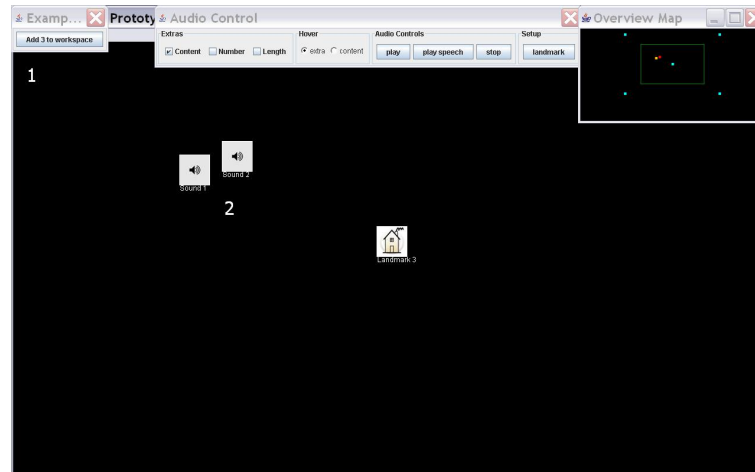 Examp...
Prototy
Audio Control
Overview Map
Add 3 to workspace
Extras
Content
Number
Length
Hover
extra
content
Audio Controls
play
play speech
stop
Setup
landmark
1
Sound 1
Sound 2
2
Landmark 3